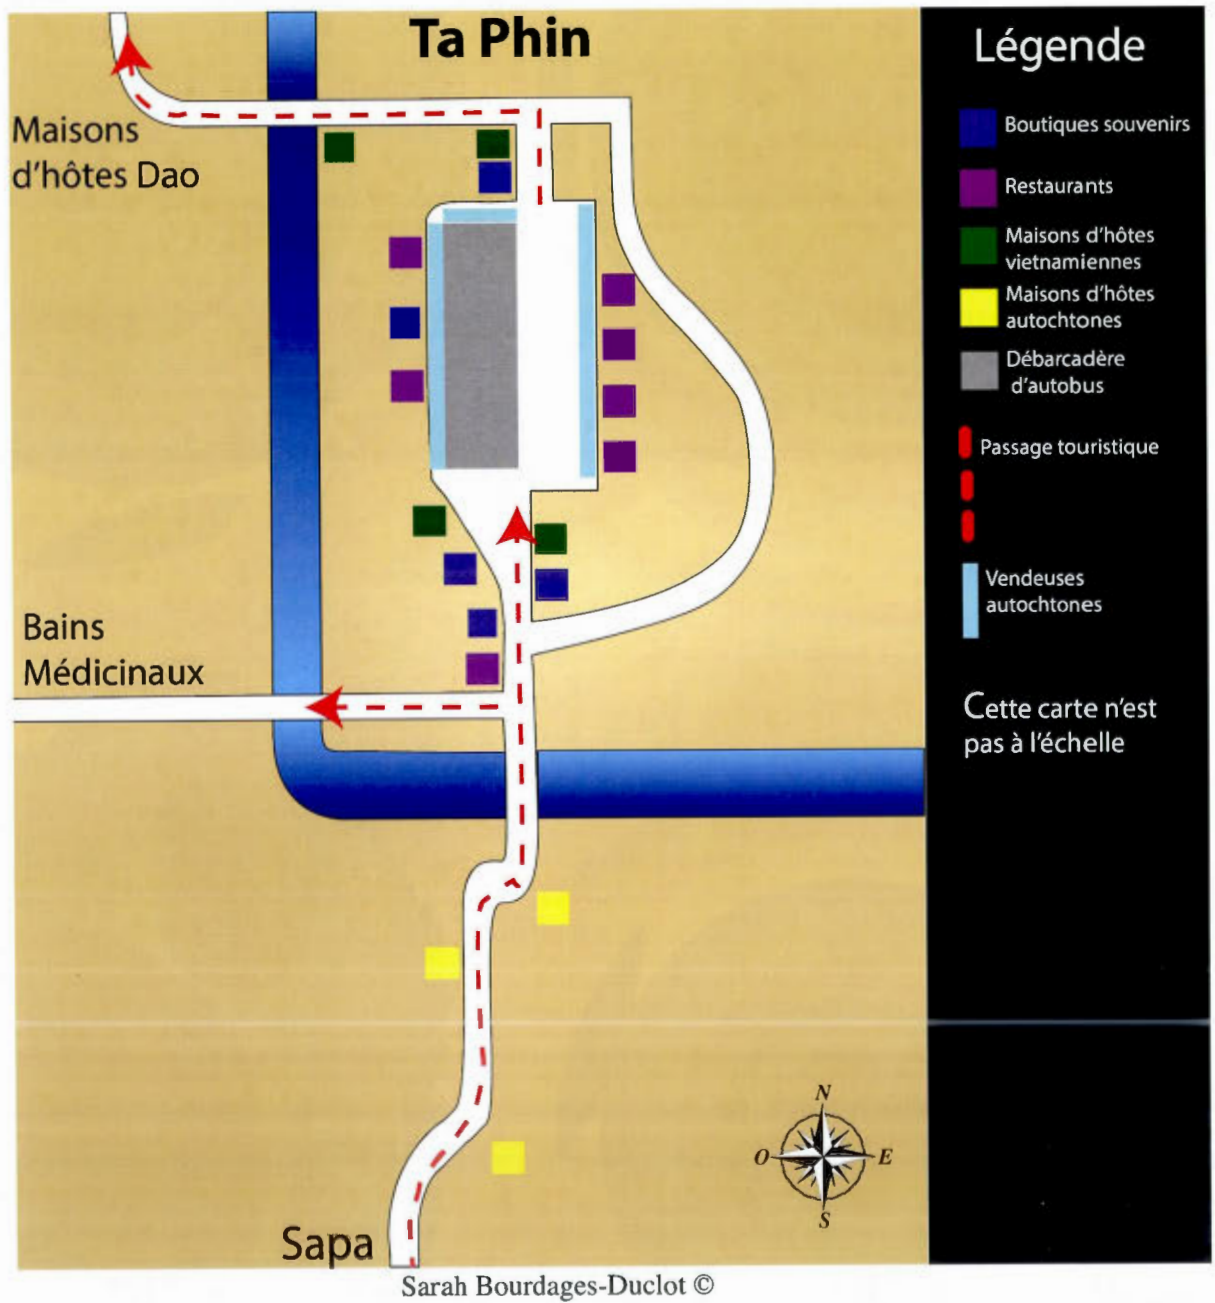 Ta Phin
Maisons
d'hôtes Dao
Bains
Médicinaux
Sapa
N
O
E
S
Légende
Boutiques souvenirs
Restaurants
Maisons d'hôtes
vietnamiennes
Maisons d'hôtes
autochtones
Débarcadère
d'autobus
Passage touristique
Vendeuses
autochtones
Cette carte n'est
pas à l'échelle
Sarah Bourdages-Duclot ©